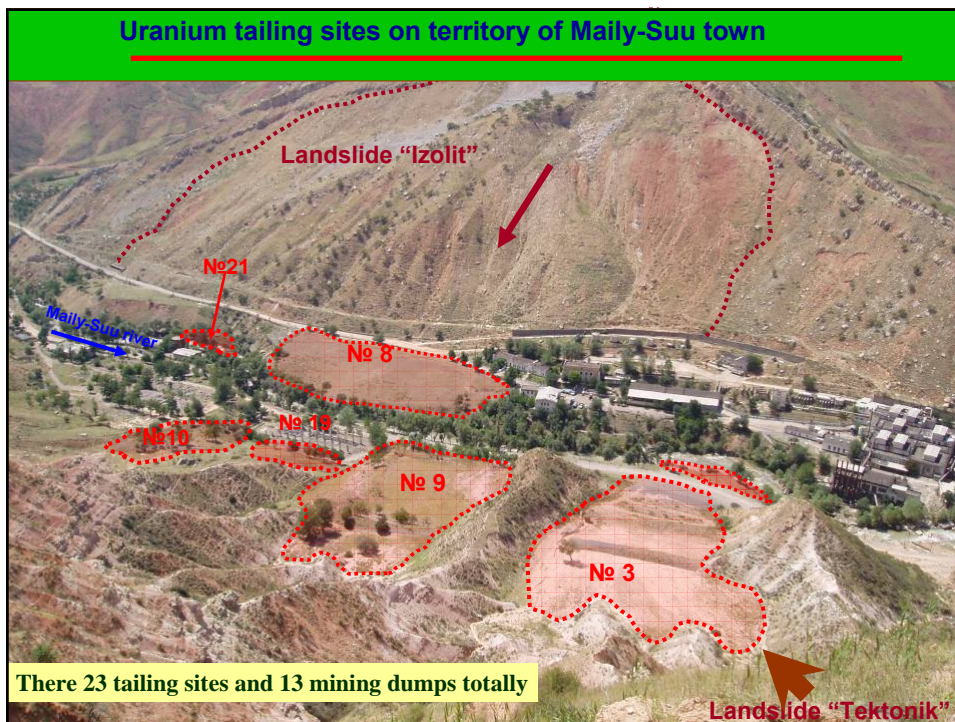 Uranium tailing sites on territory of Maily-Suu town
Landslide “Izolit”
№21
Maily-Suu river
№ 8
№10
№ 19
№ 9
№ 3
There 23 tailing sites and 13 mining dumps totally
Landslide “Tektonik”